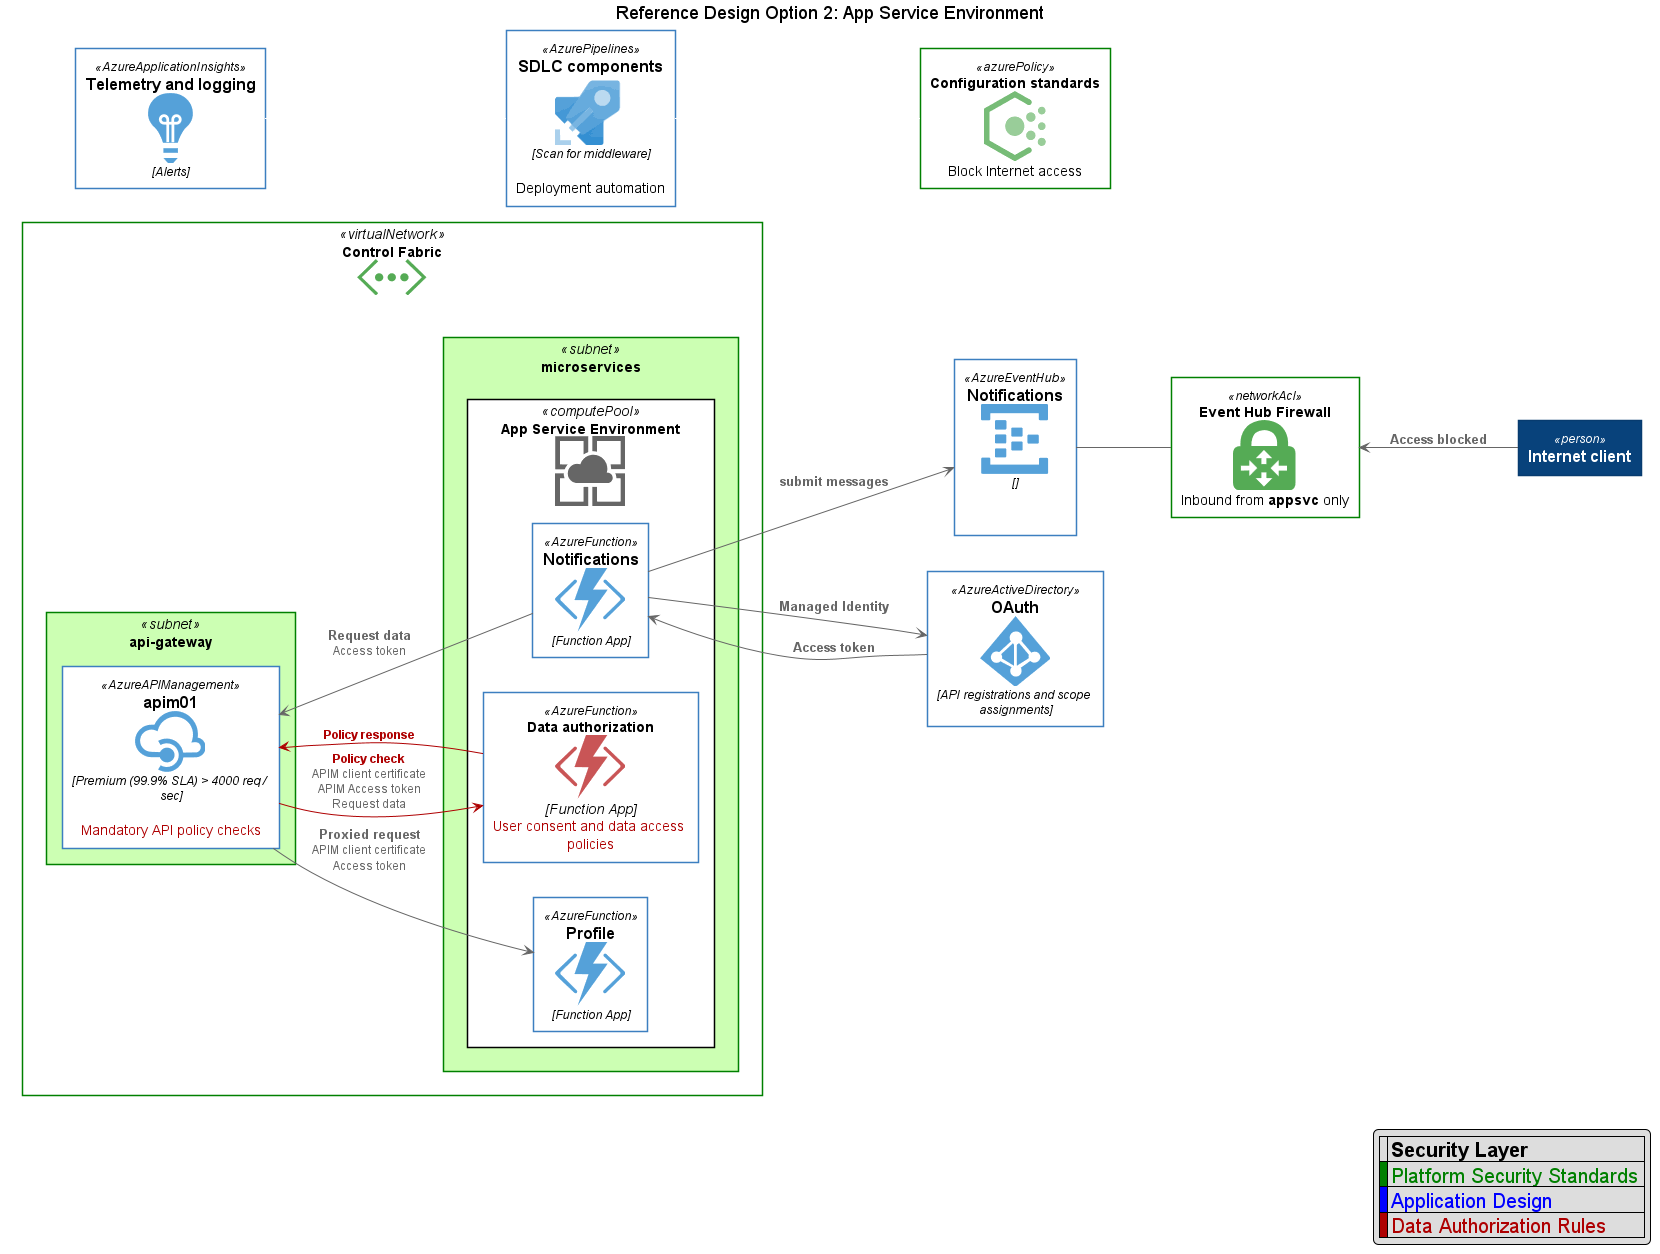 Reference Design Option 2: App Service Environment
«AzureApplicationInsights»
Telemetry and logging
[Alerts]
«AzurePipelines»
SDLC components
[Scan for middleware]
Deployment automation
«azurePolicy»
Configuration standards
Block Internet access
«virtualNetwork»
Control Fabric
«subnet»
microservices
«computePool»
App Service Environment
«AzureFunction»
Notifications
[Function App]
«AzureFunction»
Data authorization
[Function App]
User consent and data access
policies
«AzureFunction»
Profile
[Function App]
«subnet»
api-gateway
«AzureAPIManagement»
apim01
[Premium (99.9% SLA) > 4000 req/
sec]
Mandatory API policy checks
Request data
Access token
Policy response
Policy check
APIM client certificate
APIM Access token
Request data
Proxied request
APIM client certificate
Access token
submit messages
Managed Identity
Access token
«AzureEventHub»
Notifications
[]
«networkAcl»
Event Hub Firewall
Inbound from appsvc only
Access blocked
«person»
Internet client
«AzureActiveDirectory»
OAuth
[API registrations and scope
assignments]
Security Layer
Platform Security Standards
Application Design
Data Authorization Rules